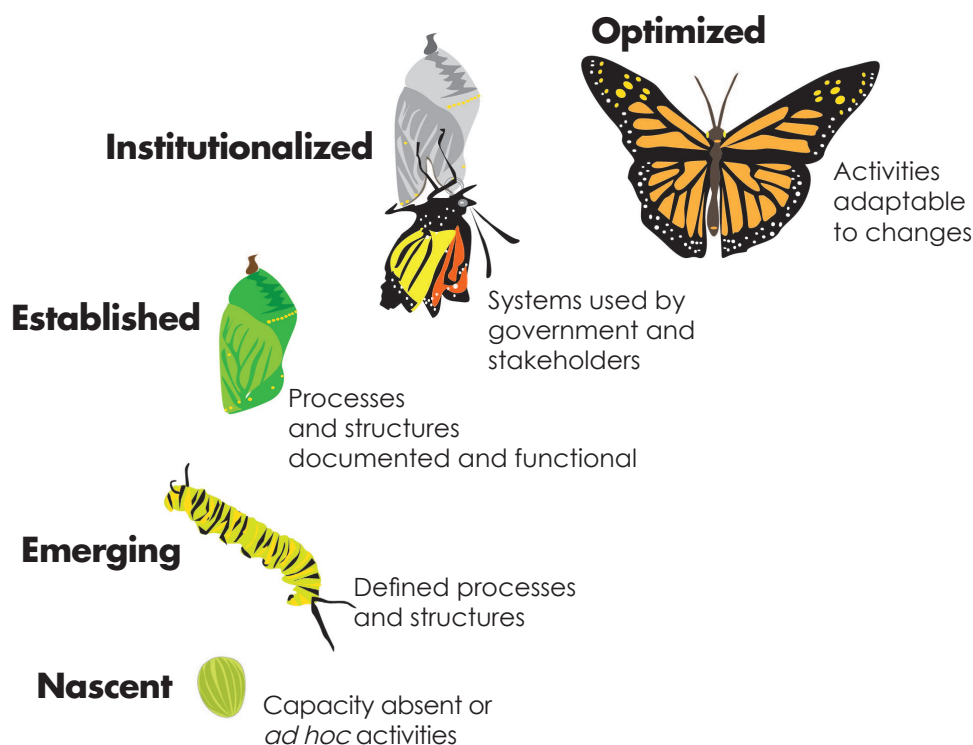 Optimized
Activities
adaptable
to changes
Institutionalized
Systems used by
government and
stakeholders
Established
Processes
and structures
documented and functional
Emerging
Defined processes
and structures
Nascent
Capacity absent or
ad hoc activities